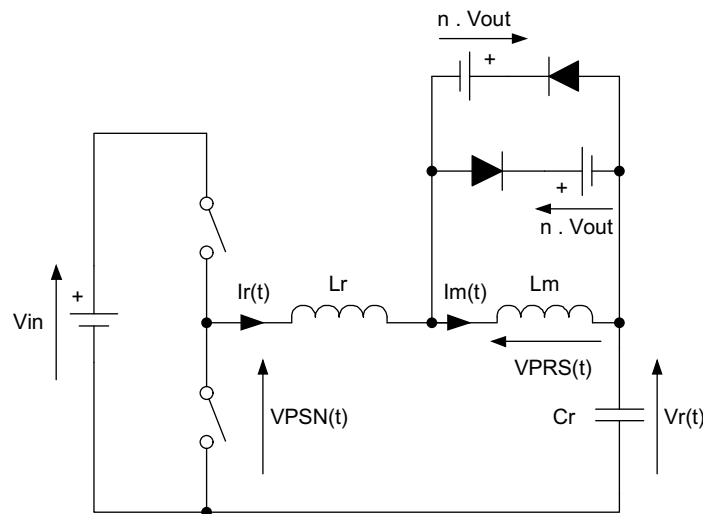 n . Vout
+
+
n . Vout
Ir(t)
Lr
Im(t)
Lm
+
Vin
VPRS(t)
VPSN(t)
Cr
Vr(t)